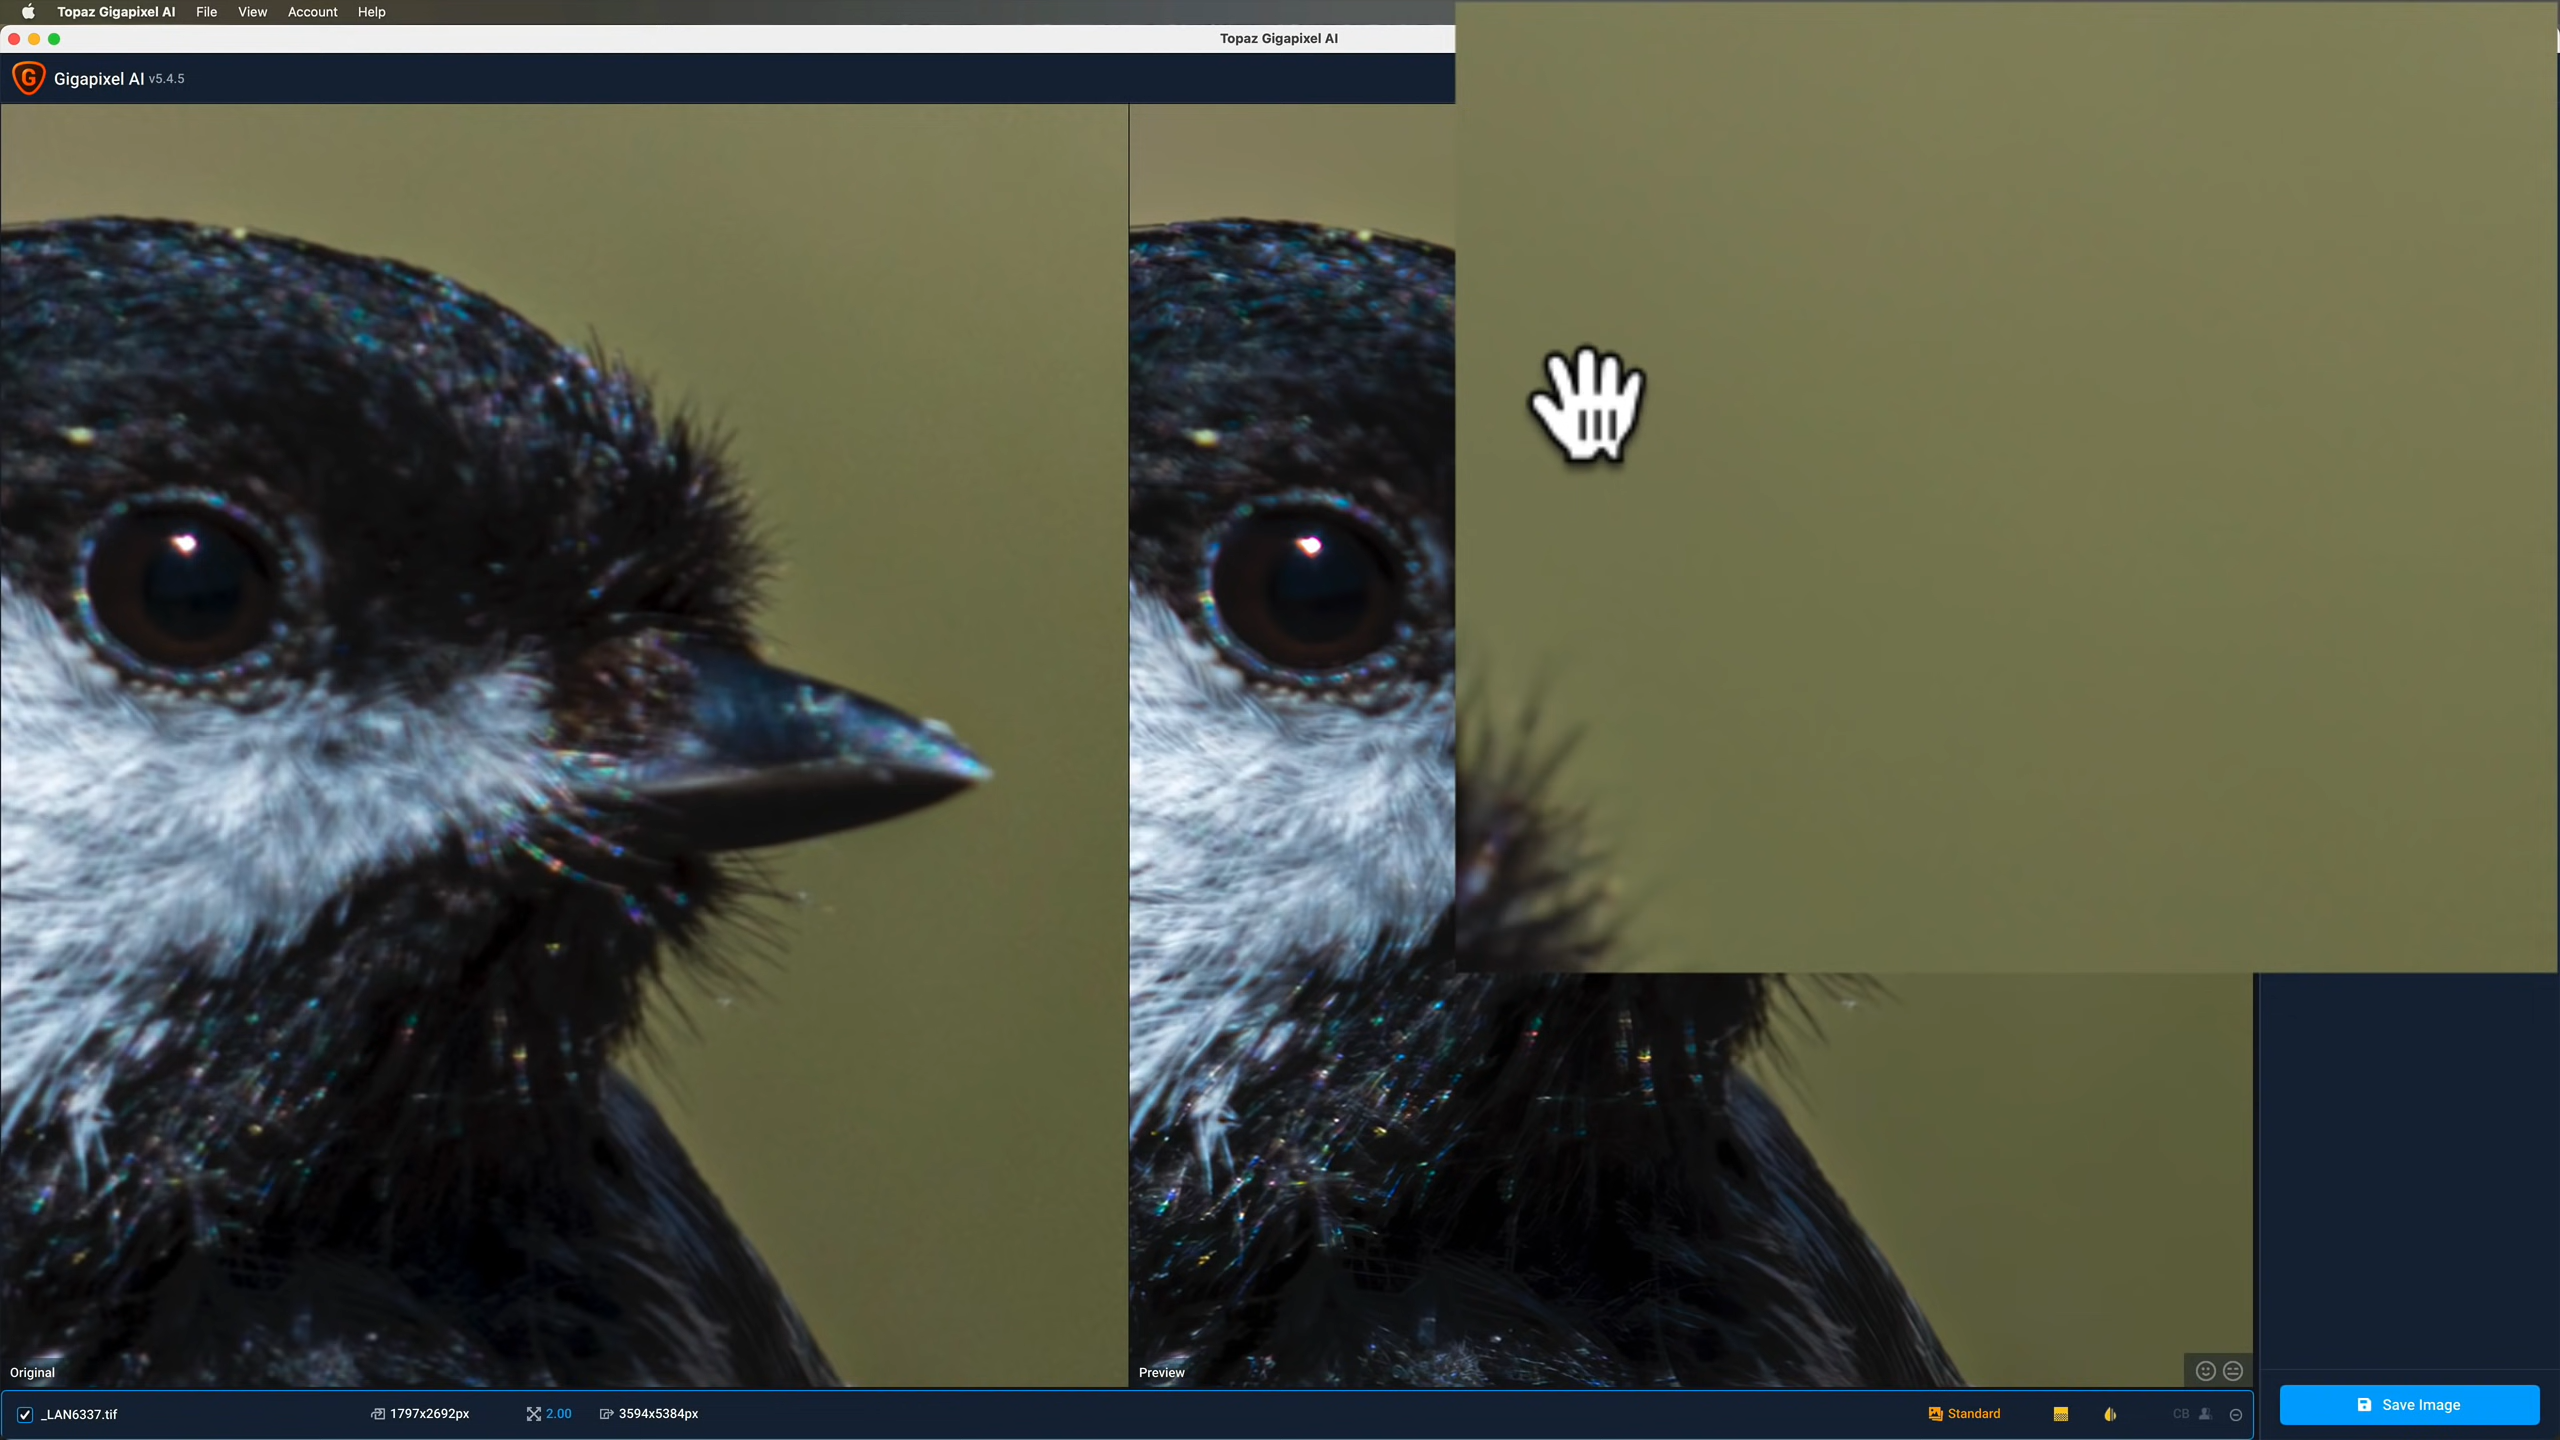 Topaz Gigapixel AI File View Account Help
Topaz Gigapixel AI
G Gigapixel AI v5.4.5
Original
Preview
_LAN6337.tif 1797x2692px 2.00 3594x5384px Standard CB
Save Image